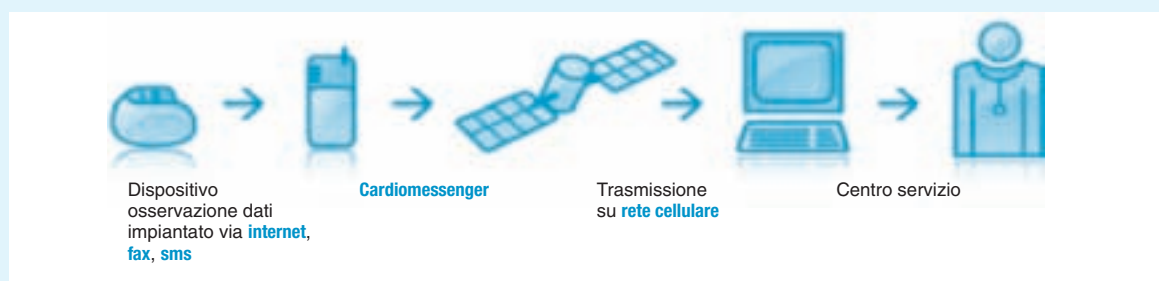 Dispositivo
osservazione dati
impiantato via internet,
fax, sms
Cardiomessenger
Trasmissione
su rete cellulare
Centro servizio